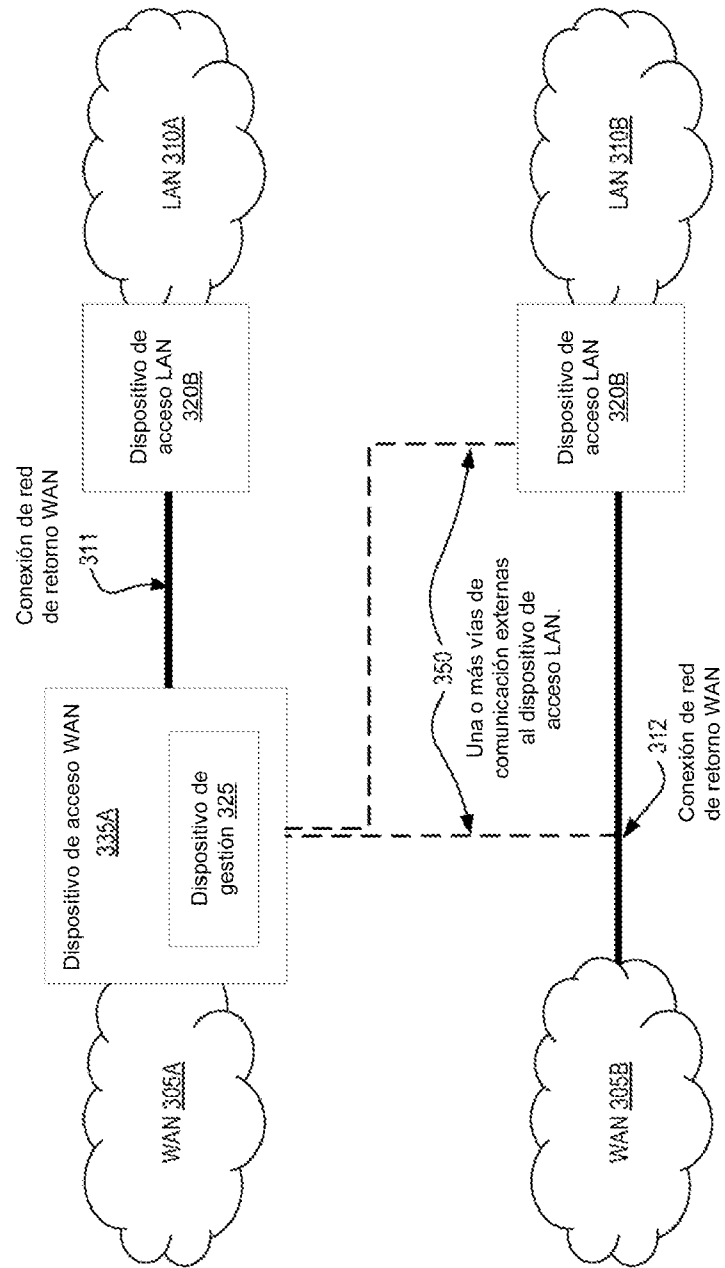 WAN 305A
Dispositivo de acceso WAN
335A
Dispositivo de
gestión 325
Conexión de red
de retorno WAN
311
Dispositivo de
acceso LAN
320B
LAN 310A
350
Una o más vías de
comunicación externas
al dispositivo de
acceso LAN.
WAN 305B
312
Conexión de red
de retorno WAN
Dispositivo de
acceso LAN
320B
LAN 310B